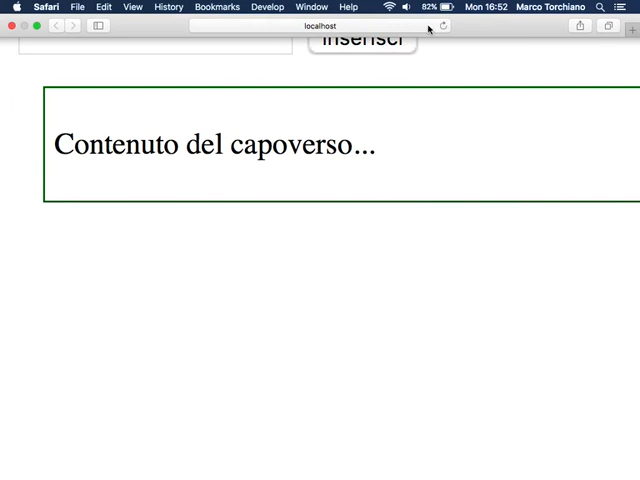 Safari File Edit View History Bookmarks Develop Window Help 82% Mon 16:52 Marco Torchiano
localhost
Inserisci
Contenuto del capoverso...